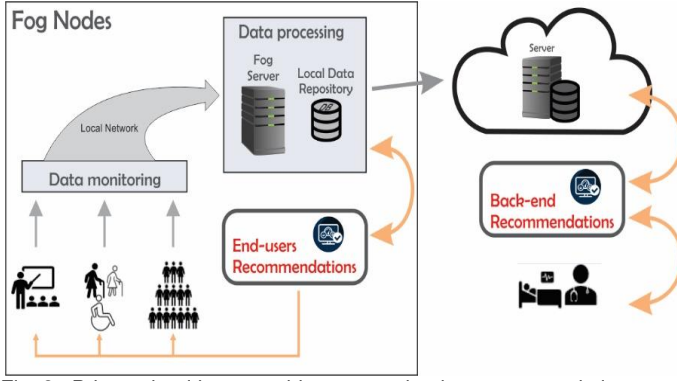 Fog Nodes
Data processing
Fog
Server
Local Data
Repository
DB
Server
Local Network
Data monitoring
End-users
Recommendations
Back-end
Recommendations